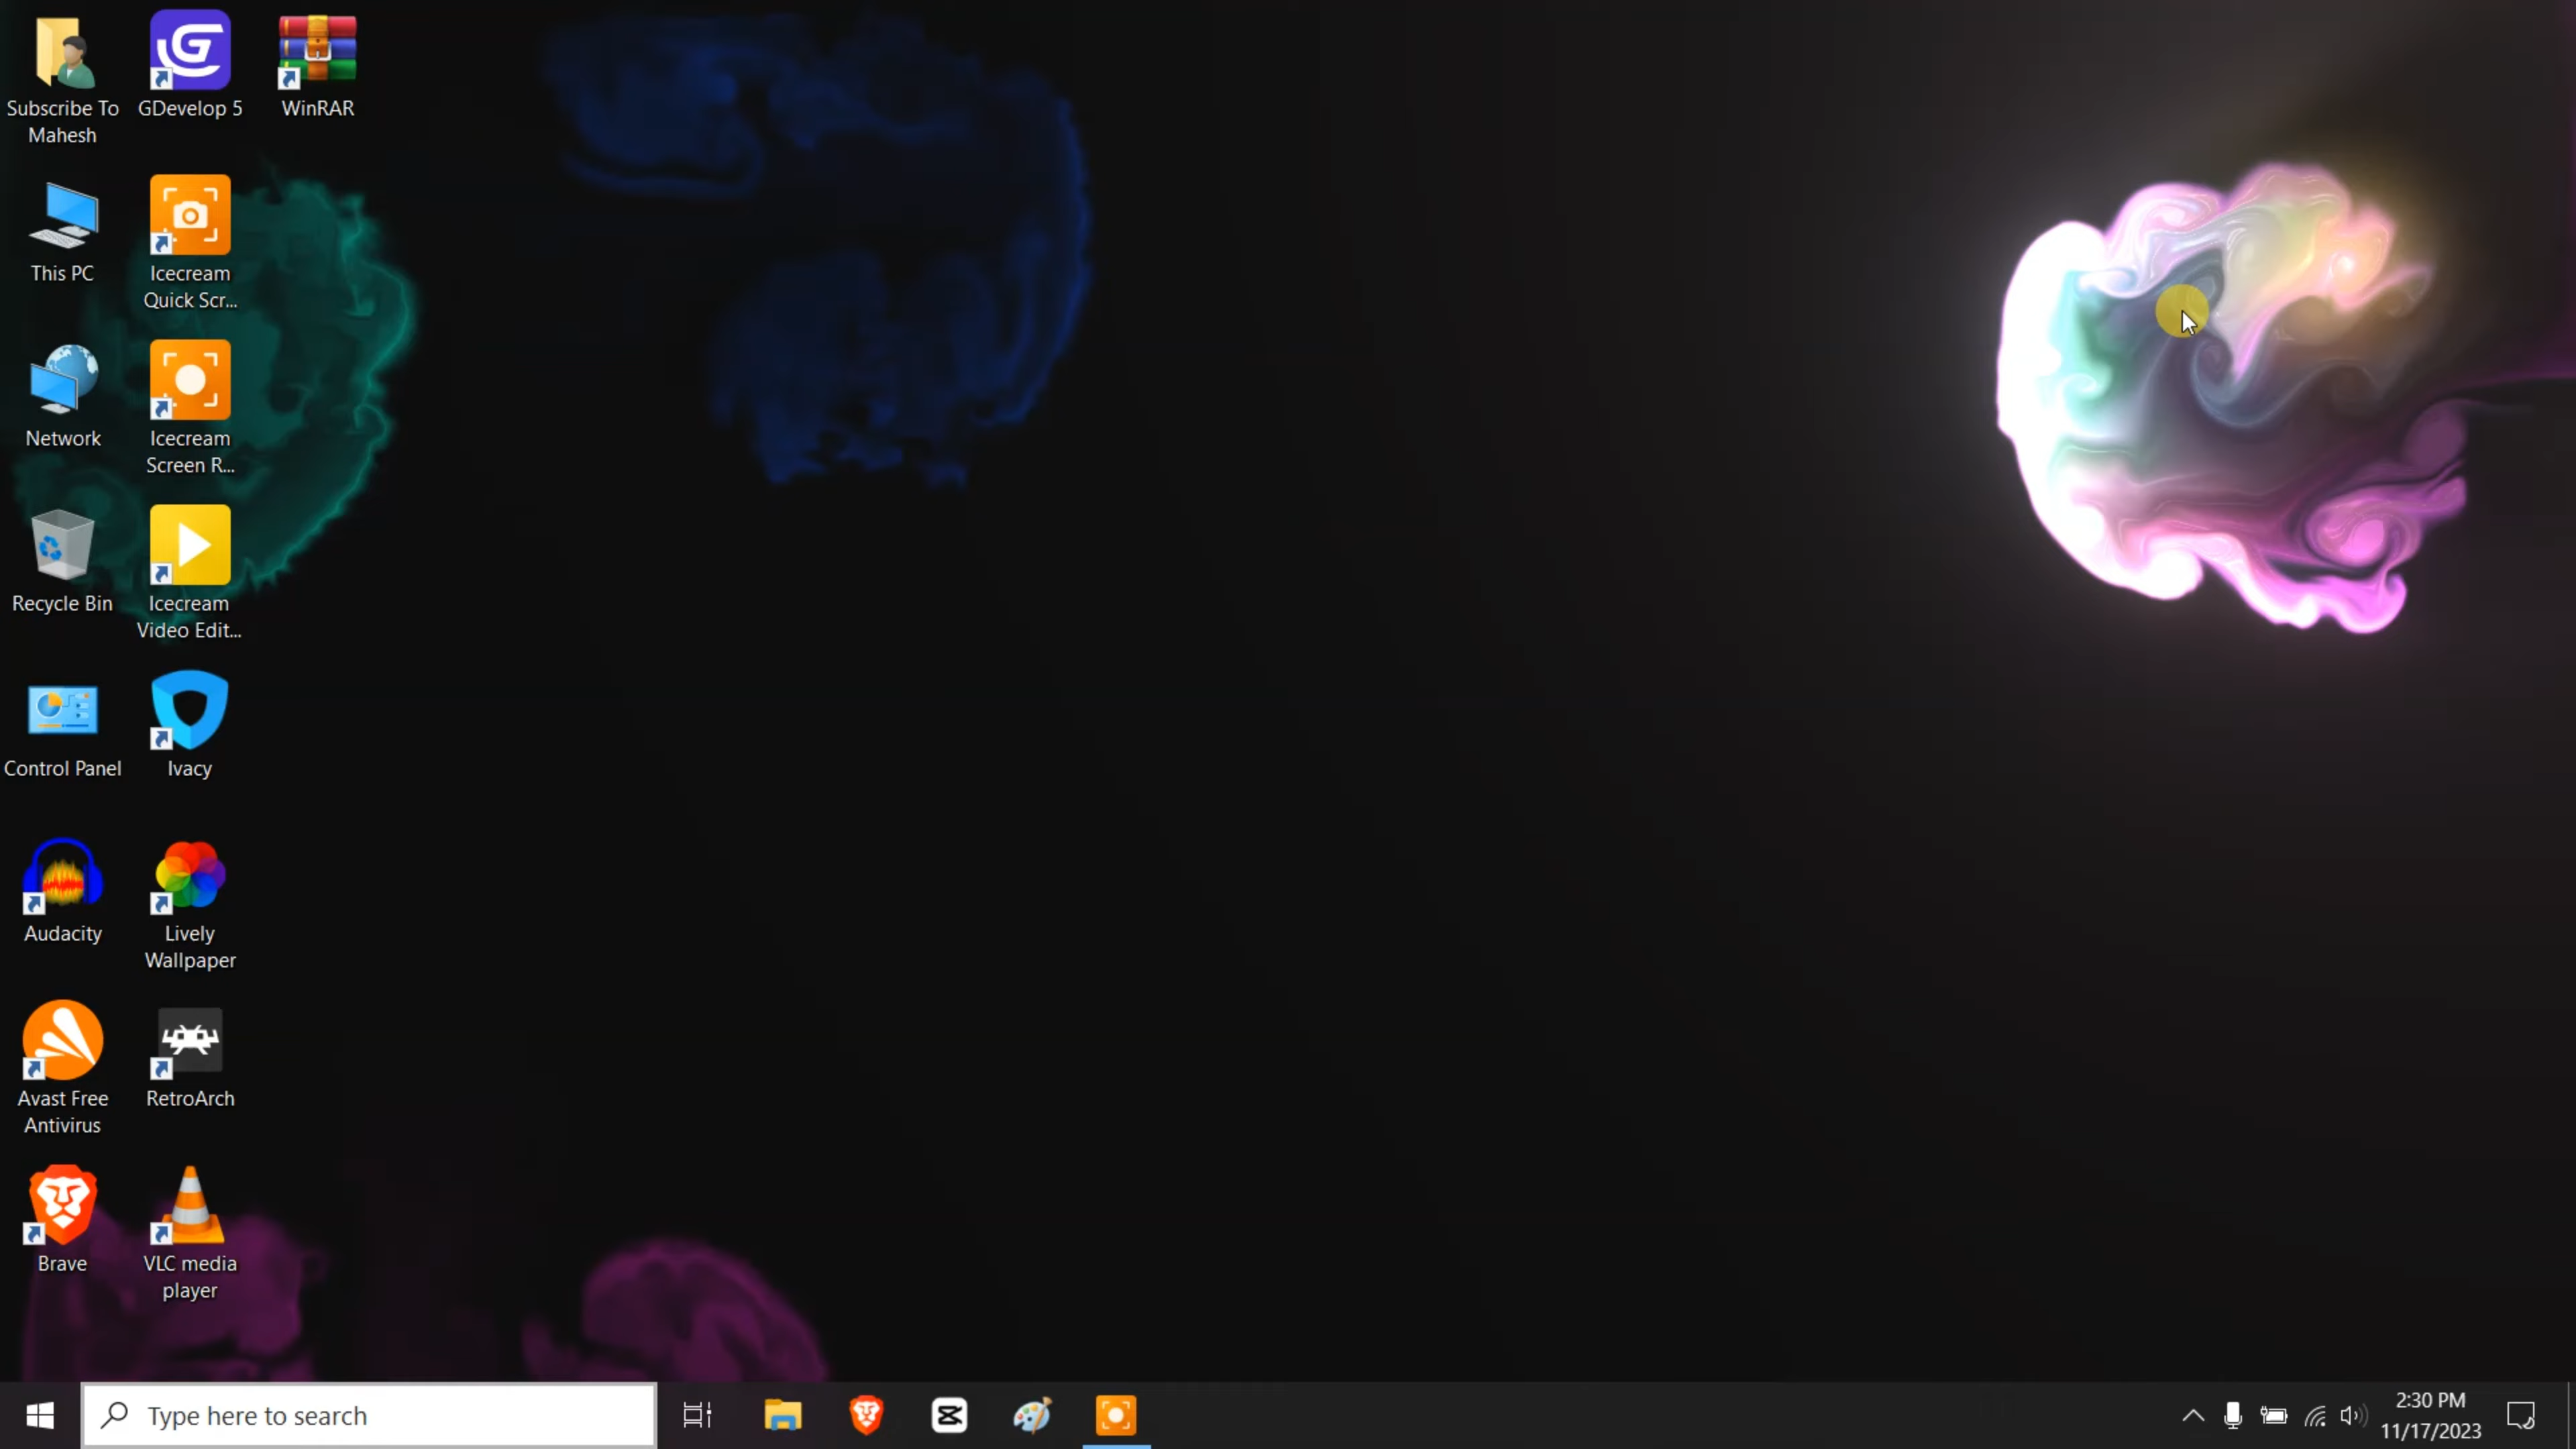 Subscribe To
Mahesh
GDevelop 5
WinRAR
This PC
Icecream
Quick Scr...
Network
Icecream
Screen R...
Recycle Bin
Icecream
Video Edit...
Control Panel
Ivacy
Audacity
Lively
Wallpaper
Avast Free
Antivirus
RetroArch
Brave
VLC media
player
Type here to search
2:30 PM
11/17/2023